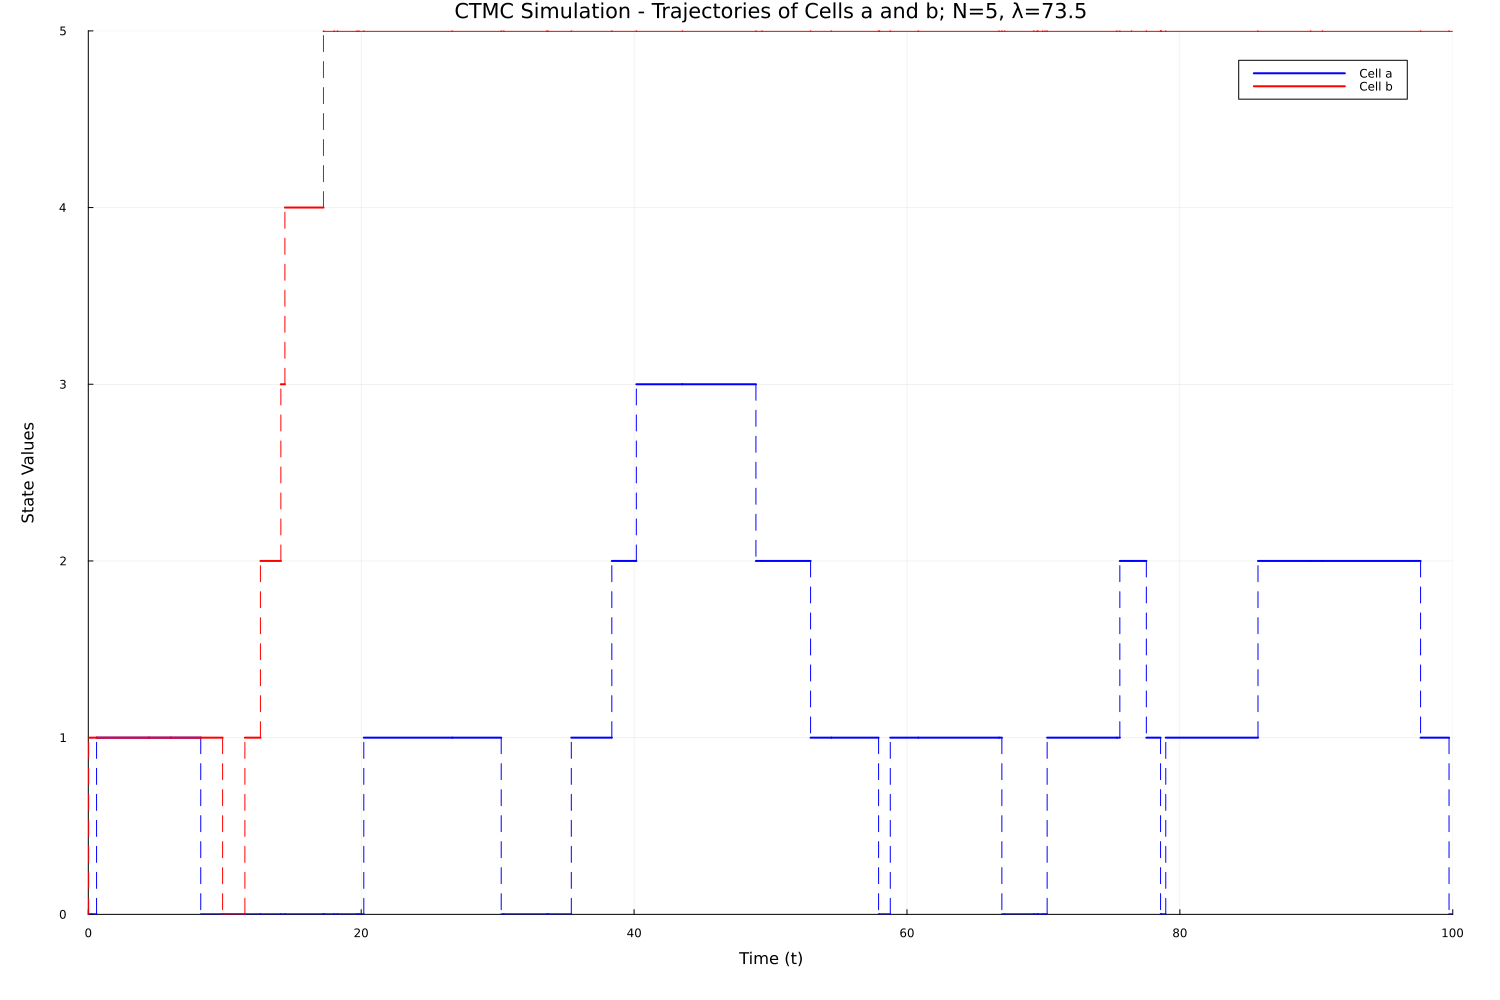 CTMC Simulation - Trajectories of Cells a and b; N=5, λ=73.5
5
Cell a
Cell b
4
3
State Values
2
1
0
0 20 40 60 80 100
Time (t)